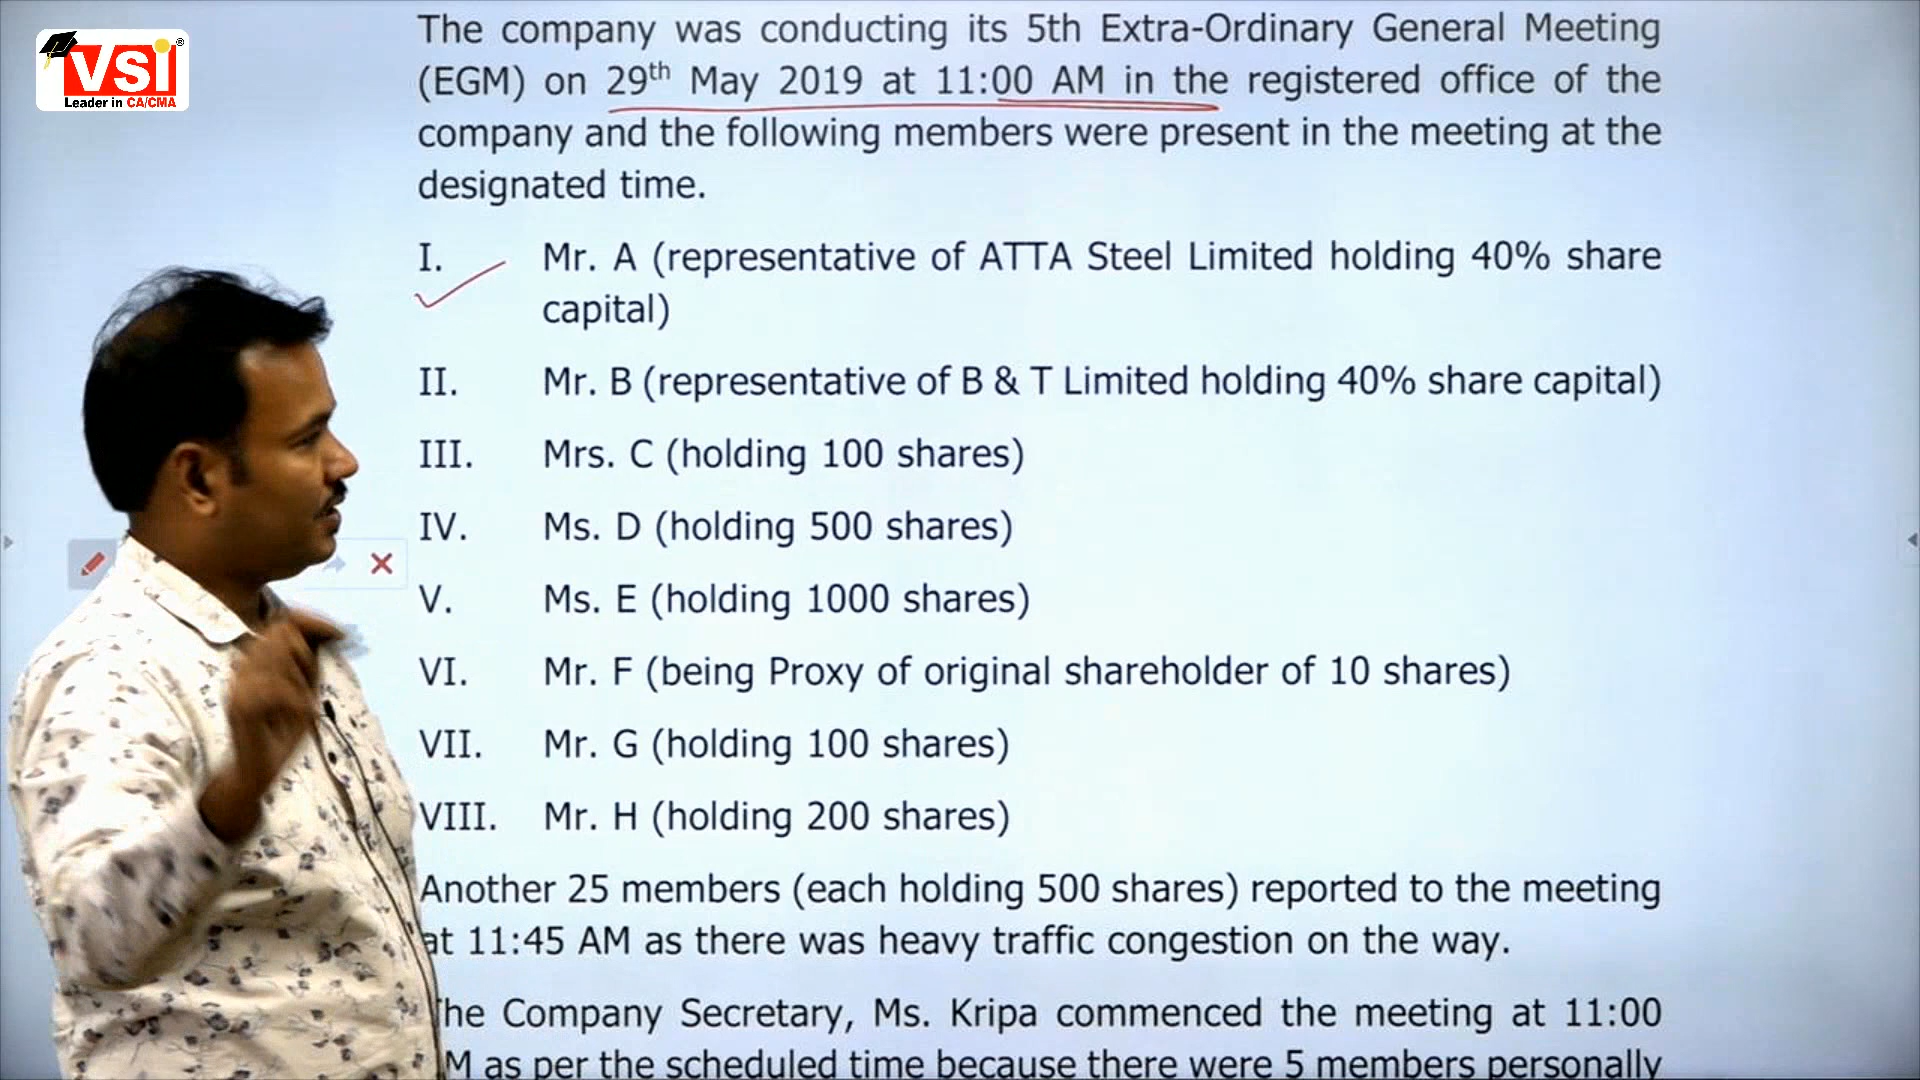 VSI®
Leader in CA/CMA
The company was conducting its 5th Extra-Ordinary General Meeting
(EGM) on 29th May 2019 at 11:00 AM in the registered office of the
company and the following members were present in the meeting at the
designated time.
I. Mr. A (representative of ATTA Steel Limited holding 40% share
capital)
II. Mr. B (representative of B & T Limited holding 40% share capital)
III. Mrs. C (holding 100 shares)
IV. Ms. D (holding 500 shares)
V. Ms. E (holding 1000 shares)
VI. Mr. F (being Proxy of original shareholder of 10 shares)
VII. Mr. G (holding 100 shares)
VIII. Mr. H (holding 200 shares)
Another 25 members (each holding 500 shares) reported to the meeting
at 11:45 AM as there was heavy traffic congestion on the way.
The Company Secretary, Ms. Kripa commenced the meeting at 11:00
AM as per the scheduled time because there were 5 members personally